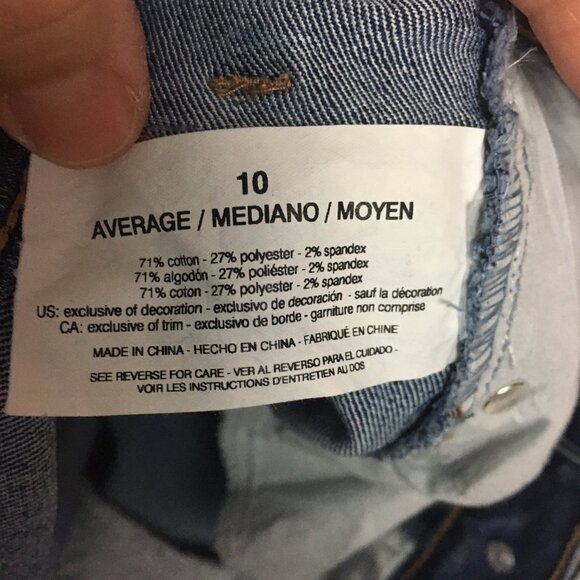 10
AVERAGE / MEDIANO / MOYEN
71% cotton - 27% polyester - 2% spandex
71% algodón - 27% poliéster - 2% spandex
71% coton - 27% polyester - 2% spandex
US: exclusive of decoration - exclusivo de decoración - sauf la décoration
CA: exclusive of trim - exclusivo de borde - garniture non comprise
MADE IN CHINA - HECHO EN CHINA - FABRIQUÉ EN CHINE
SEE REVERSE FOR CARE - VER AL REVERSO PARA EL CUIDADO -
VOIR LES INSTRUCTIONS D'ENTRETIEN AU DOS